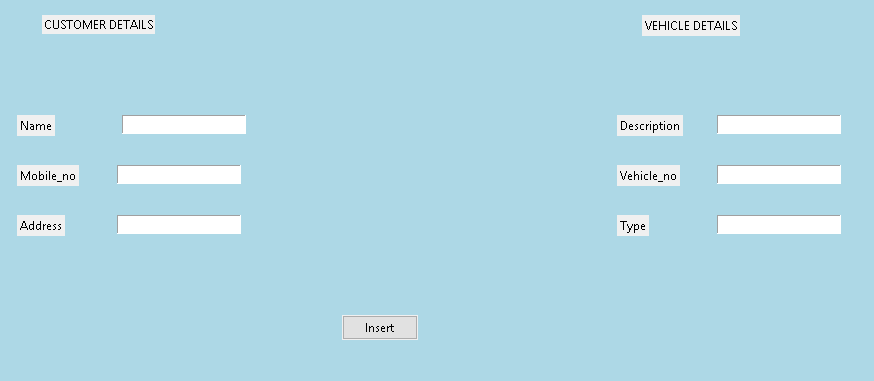 CUSTOMER DETAILS
VEHICLE DETAILS
Name
Description
Mobile_no
Vehicle_no
Address
Type
Insert